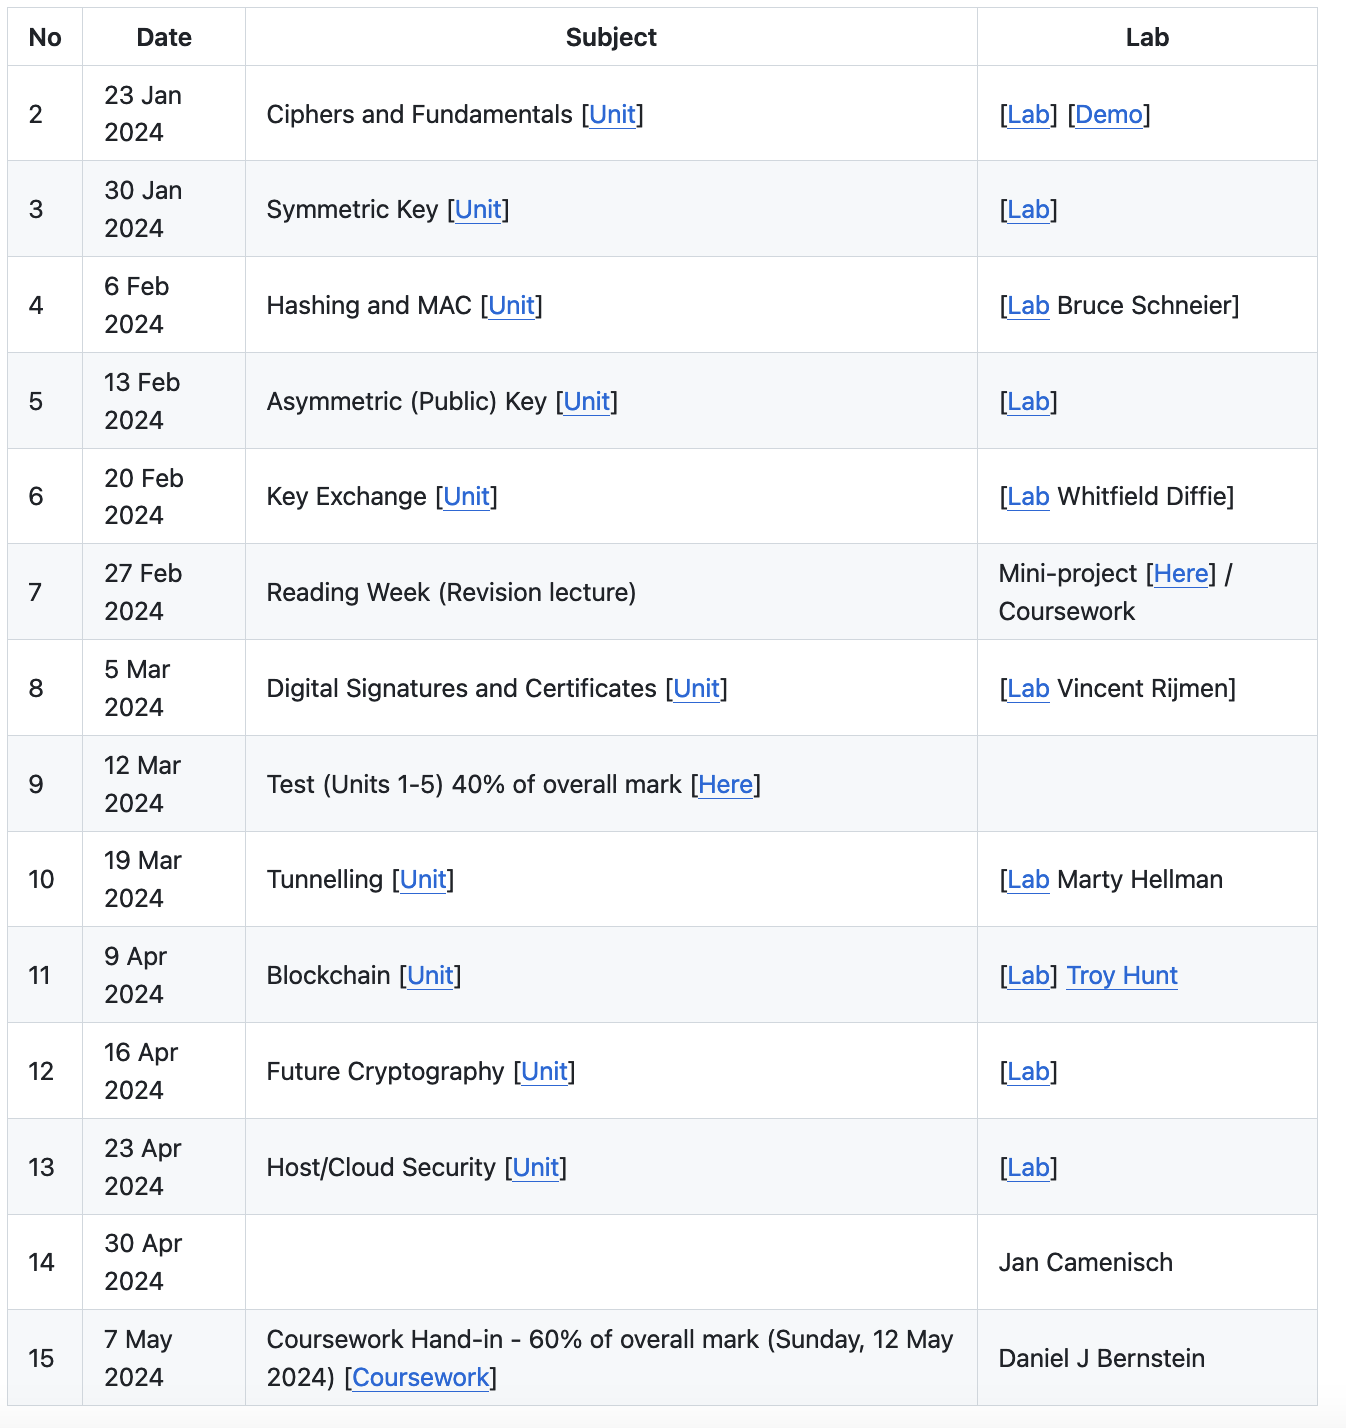 No Date Subject Lab
2 23 Jan 2024 Ciphers and Fundamentals [Unit] [Lab] [Demo]
3 30 Jan 2024 Symmetric Key [Unit] [Lab]
4 6 Feb 2024 Hashing and MAC [Unit] [Lab Bruce Schneier]
5 13 Feb 2024 Asymmetric (Public) Key [Unit] [Lab]
6 20 Feb 2024 Key Exchange [Unit] [Lab Whitfield Diffie]
7 27 Feb 2024 Reading Week (Revision lecture) Mini-project [Here] / Coursework
8 5 Mar 2024 Digital Signatures and Certificates [Unit] [Lab Vincent Rijmen]
9 12 Mar 2024 Test (Units 1-5) 40% of overall mark [Here]
10 19 Mar 2024 Tunnelling [Unit] [Lab Marty Hellman
11 9 Apr 2024 Blockchain [Unit] [Lab] Troy Hunt
12 16 Apr 2024 Future Cryptography [Unit] [Lab]
13 23 Apr 2024 Host/Cloud Security [Unit] [Lab]
14 30 Apr 2024 Jan Camenisch
15 7 May 2024 Coursework Hand-in - 60% of overall mark (Sunday, 12 May 2024) [Coursework] Daniel J Bernstein